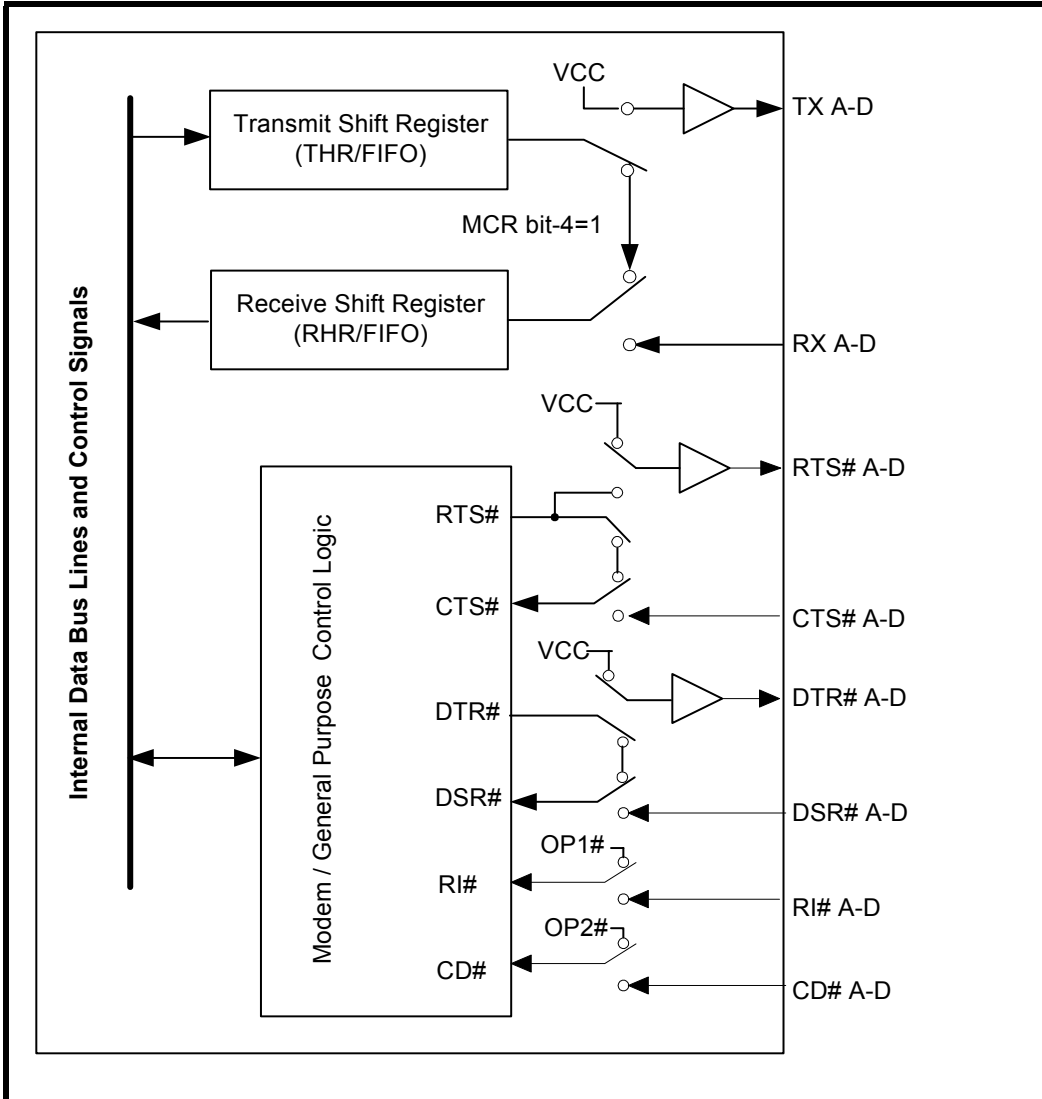 VCC
TX A-D
Transmit Shift Register
(THR/FIFO)
MCR bit-4=1
Receive Shift Register
(RHR/FIFO)
RX A-D
Internal Data Bus Lines and Control Signals
VCC
RTS# A-D
Modem / General Purpose Control Logic
RTS#
CTS#
CTS# A-D
VCC
DTR# A-D
DTR#
DSR#
DSR# A-D
OP1#
RI#
RI# A-D
OP2#
CD#
CD# A-D